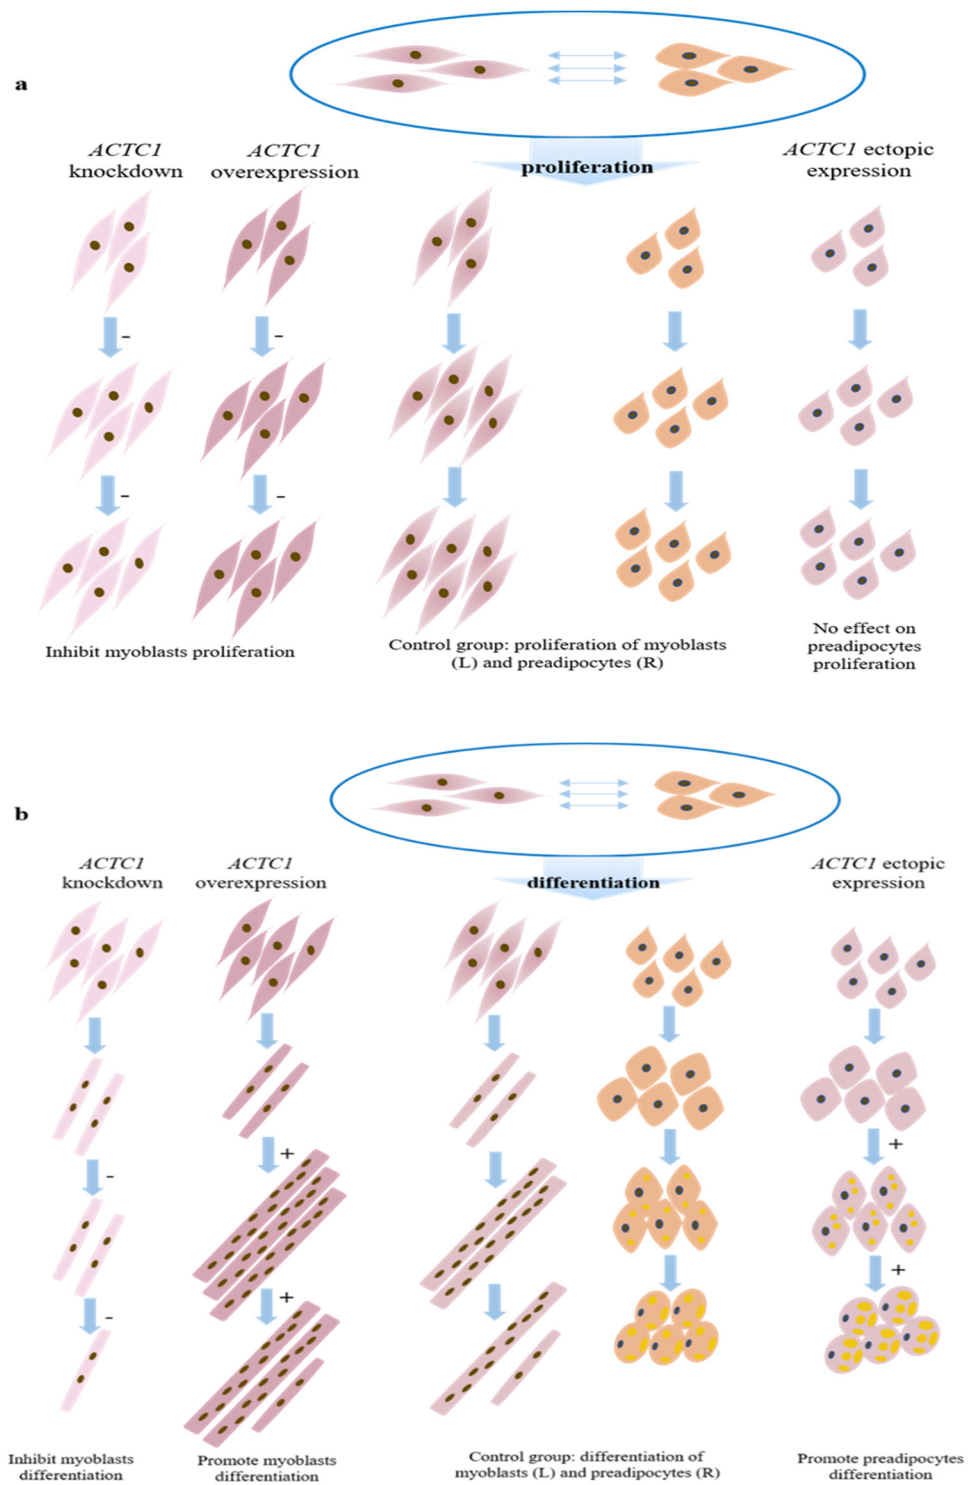 a
ACTC1
knockdown
ACTC1
overexpression
proliferation
ACTC1 ectopic
expression
-
-
-
-
Inhibit myoblasts proliferation
Control group: proliferation of myoblasts
(L) and preadipocytes (R)
No effect on
preadipocytes
proliferation
b
ACTC1
knockdown
ACTC1
overexpression
differentiation
ACTC1 ectopic
expression
+
+
-
+
+
-
Inhibit myoblasts
differentiation
Promote myoblasts
differentiation
Control group: differentiation of
myoblasts (L) and preadipocytes (R)
Promote preadipocytes
differentiation